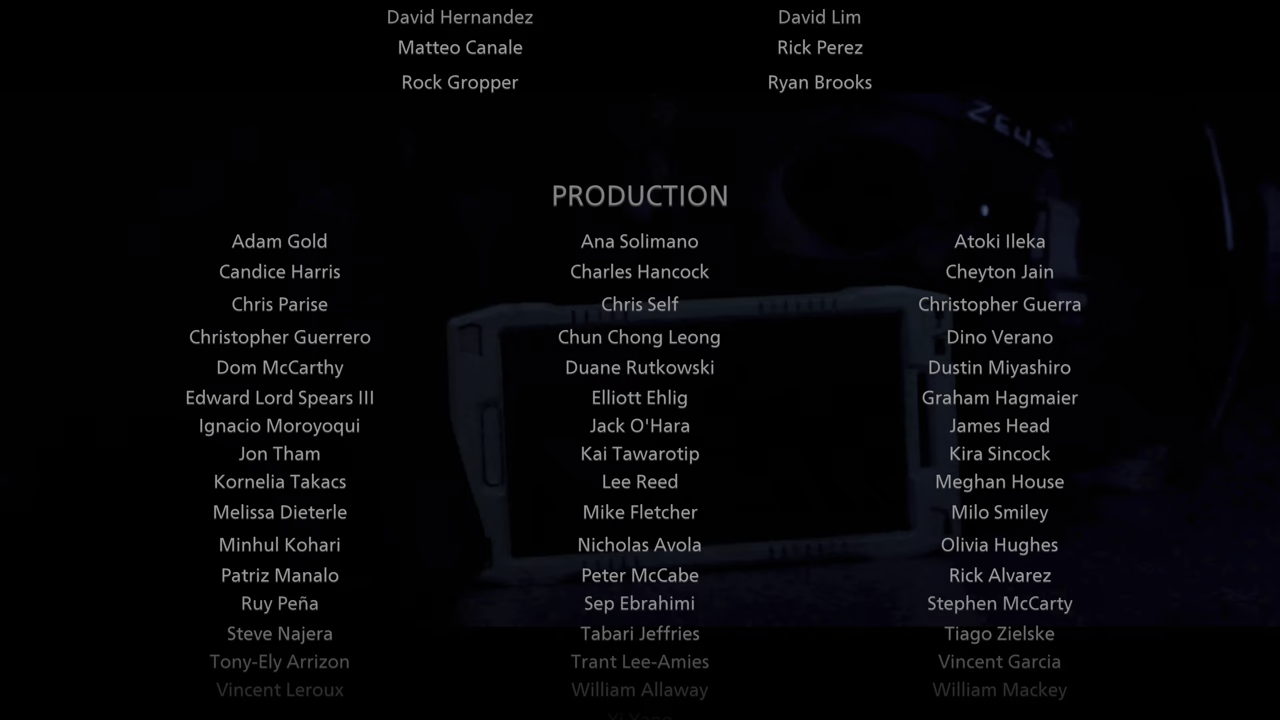 David Hernandez David Lim
Matteo Canale Rick Perez
Rock Gropper Ryan Brooks
ZEUS
PRODUCTION
Adam Gold Ana Solimano Atoki Ileka
Candice Harris Charles Hancock Cheyton Jain
Chris Parise Chris Self Christopher Guerra
Christopher Guerrero Chun Chong Leong Dino Verano
Dom McCarthy Duane Rutkowski Dustin Miyashiro
Edward Lord Spears III Elliott Ehlig Graham Hagmaier
Ignacio Moroyoqui Jack O'Hara James Head
Jon Tham Kai Tawarotip Kira Sincock
Kornelia Takacs Lee Reed Meghan House
Melissa Dieterle Mike Fletcher Milo Smiley
Minhul Kohari Nicholas Avola Olivia Hughes
Patriz Manalo Peter McCabe Rick Alvarez
Ruy Peña Sep Ebrahimi Stephen McCarty
Steve Najera Tabari Jeffries Tiago Zielske
Tony-Ely Arrizon Trant Lee-Amies Vincent Garcia
Vincent Leroux William Allaway William Mackey